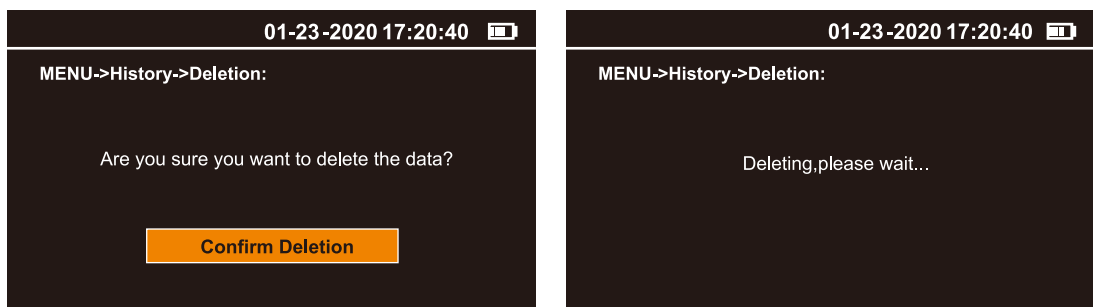 01-23-2020 17:20:40
MENU->History->Deletion:
Are you sure you want to delete the data?
Confirm Deletion
01-23-2020 17:20:40
MENU->History->Deletion:
Deleting,please wait...